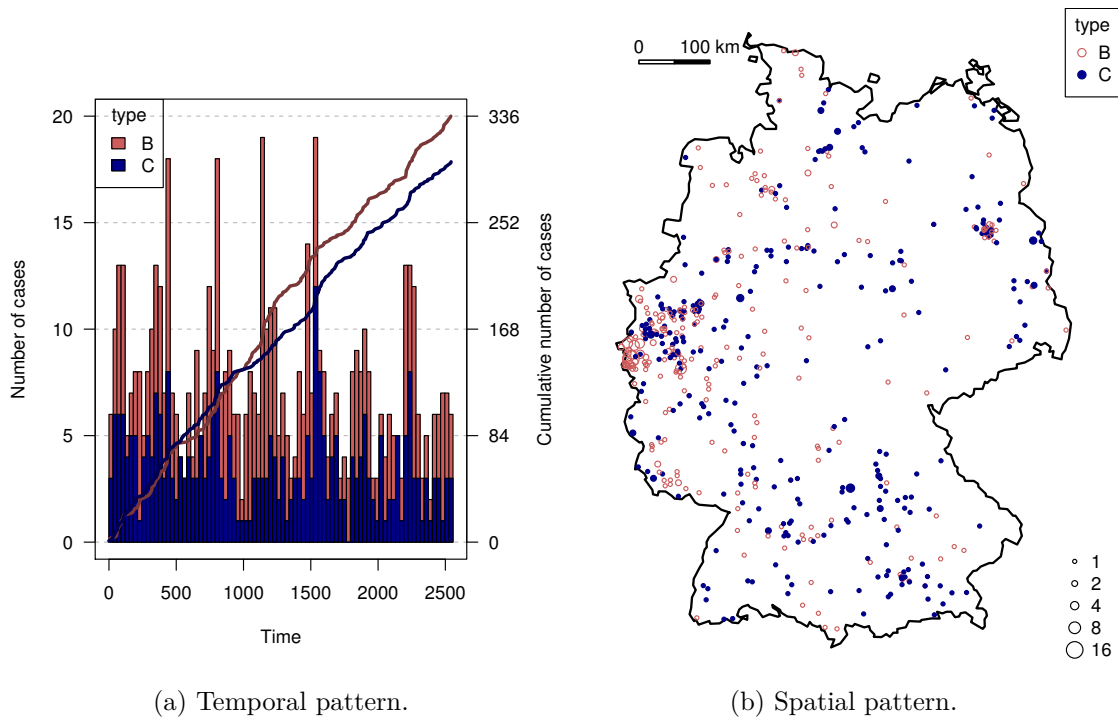 type
B
C
20
15
10
5
0
Number of cases
336
252
168
84
0
Cumulative number of cases
0 500 1000 1500 2000 2500
Time
(a) Temporal pattern.
0 100 km
type
B
C
1
2
4
8
16
(b) Spatial pattern.